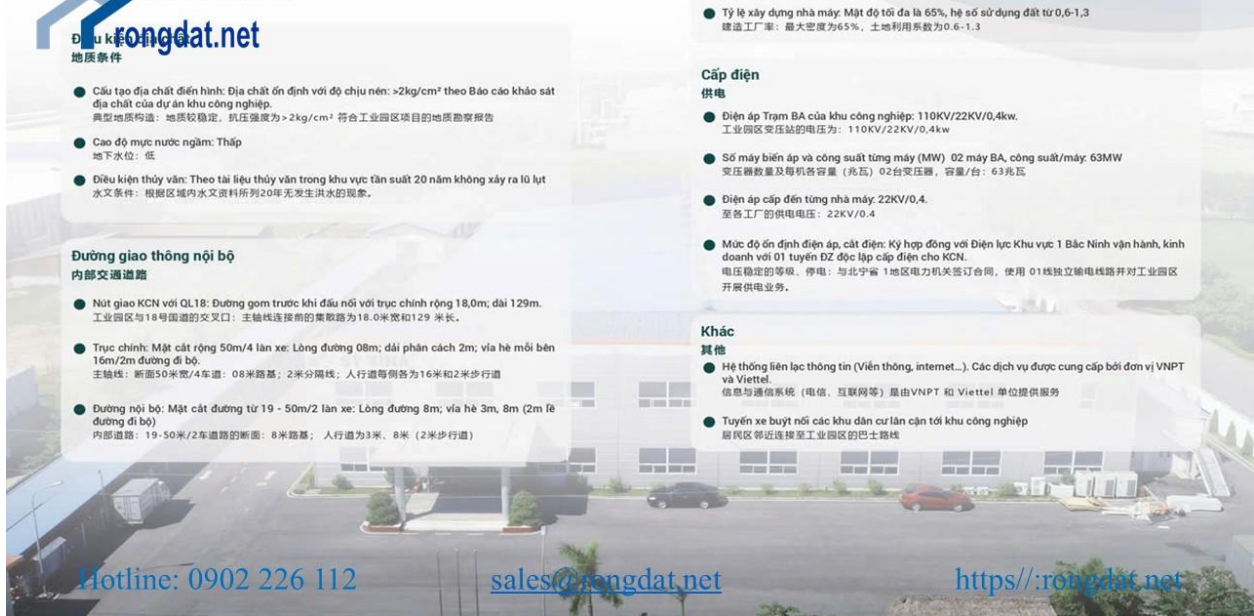 rongdat.net
地质条件
Cấu tạo địa chất điển hình: Địa chất ổn định với độ chịu nén: >2kg/cm² theo Báo cáo khảo sát
địa chất của dự án khu công nghiệp.
典型地质构造：地质较稳定，抗压强度为>2kg/cm² 符合工业园区项目的地质勘察报告
Cao độ mực nước ngầm: Thấp
地下水位：低
Điều kiện thủy văn: Theo tài liệu thủy văn trong khu vực tần suất 20 năm không xảy ra lũ lụt
水文条件：根据区域内水文资料所列20年无发生洪水的现象。
Đường giao thông nội bộ
内部交通道路
Nút giao KCN với QL18: Đường gom trước khi đấu nối với trục chính rộng 18,0m; dài 129m.
工业园区与18号国道的交叉口：主轴线连接前的集散路为18.0米宽和129 米长。
Trục chính: Mặt cắt rộng 50m/4 làn xe: Lòng đường 08m; dải phân cách 2m; vỉa hè mỗi bên
16m/2m đường đi bộ.
主轴线：断面50米宽/4车道：08米路基；2米分隔线；人行道每侧各为16米和2米步行道
Đường nội bộ: Mặt cắt đường từ 19 - 50m/2 làn xe: Lòng đường 8m; vỉa hè 3m, 8m (2m lề
đường đi bộ)
内部道路：19-50米/2车道路的断面：8米路基； 人行道为3米、8米（2米步行道）
Tỷ lệ xây dựng nhà máy: Mật độ tối đa là 65%, hệ số sử dụng đất từ 0,6-1,3
建造工厂率：最大密度为65%，土地利用系数为0.6-1.3
Cấp điện
供电
Điện áp Trạm BA của khu công nghiệp: 110KV/22KV/0,4kw.
工业园区变压站的电压为：110KV/22KV/0,4kw
Số máy biến áp và công suất từng máy (MW) 02 máy BA, công suất/máy: 63MW
变压器数量及每机各容量（兆瓦）02台变压器，容量/台：63兆瓦
Điện áp cấp đến từng nhà máy: 22KV/0,4.
至各工厂的供电电压：22KV/0.4
Mức độ ổn định điện áp, cắt điện: Ký hợp đồng với Điện lực Khu vực 1 Bắc Ninh vận hành, kinh
doanh với 01 tuyến ĐZ độc lập cấp điện cho KCN.
电压稳定的等级、停电：与北宁省 1地区电力机关签订合同，使用 01线独立输电线路并对工业园区
开展供电业务。
Khác
其他
Hệ thống liên lạc thông tin (Viễn thông, internet...). Các dịch vụ được cung cấp bởi đơn vị VNPT
và Viettel.
信息与通信系统（电信、互联网等）是由VNPT 和 Viettel 单位提供服务
Tuyến xe buýt nối các khu dân cư lân cận tới khu công nghiệp
居民区邻近连接至工业园区的巴士路线
Hotline: 0902 226 112
sales@rongdat.net
https//:rongdat.net